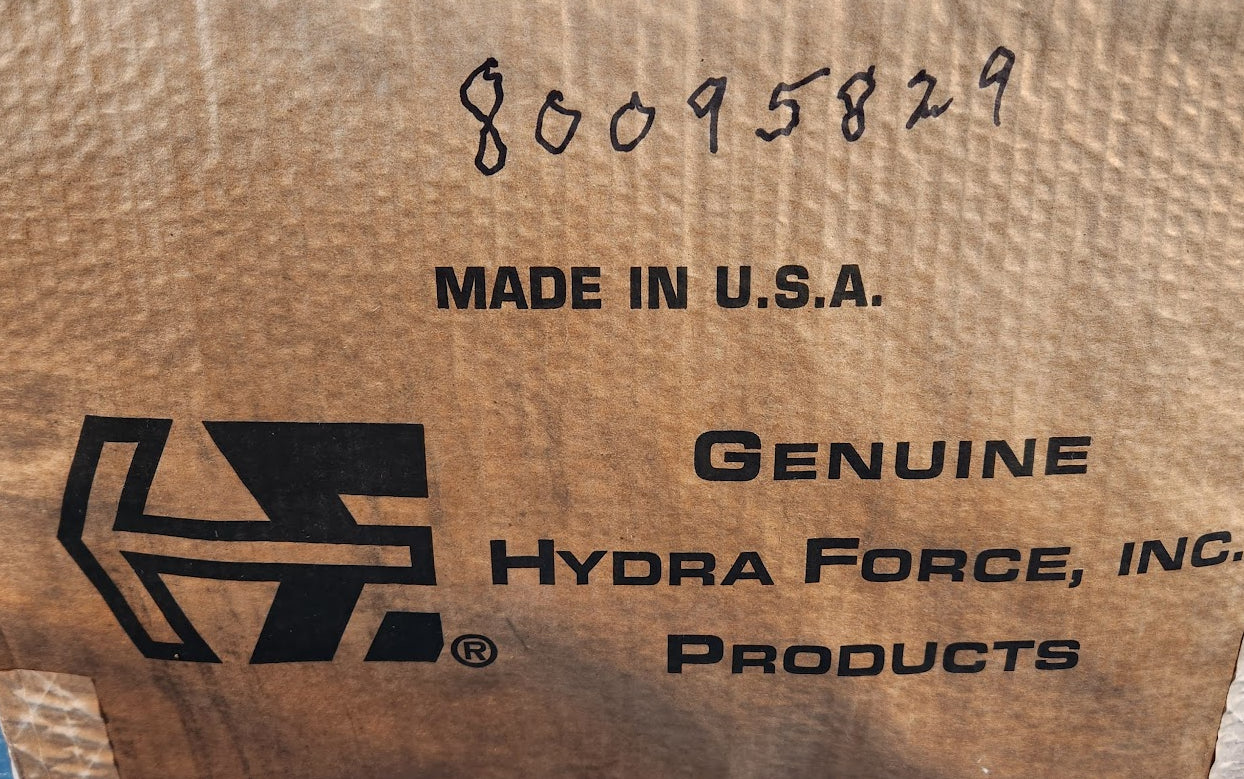 80095829
MADE IN U.S.A.
GENUINE
HYDRA FORCE, INC.
PRODUCTS
®